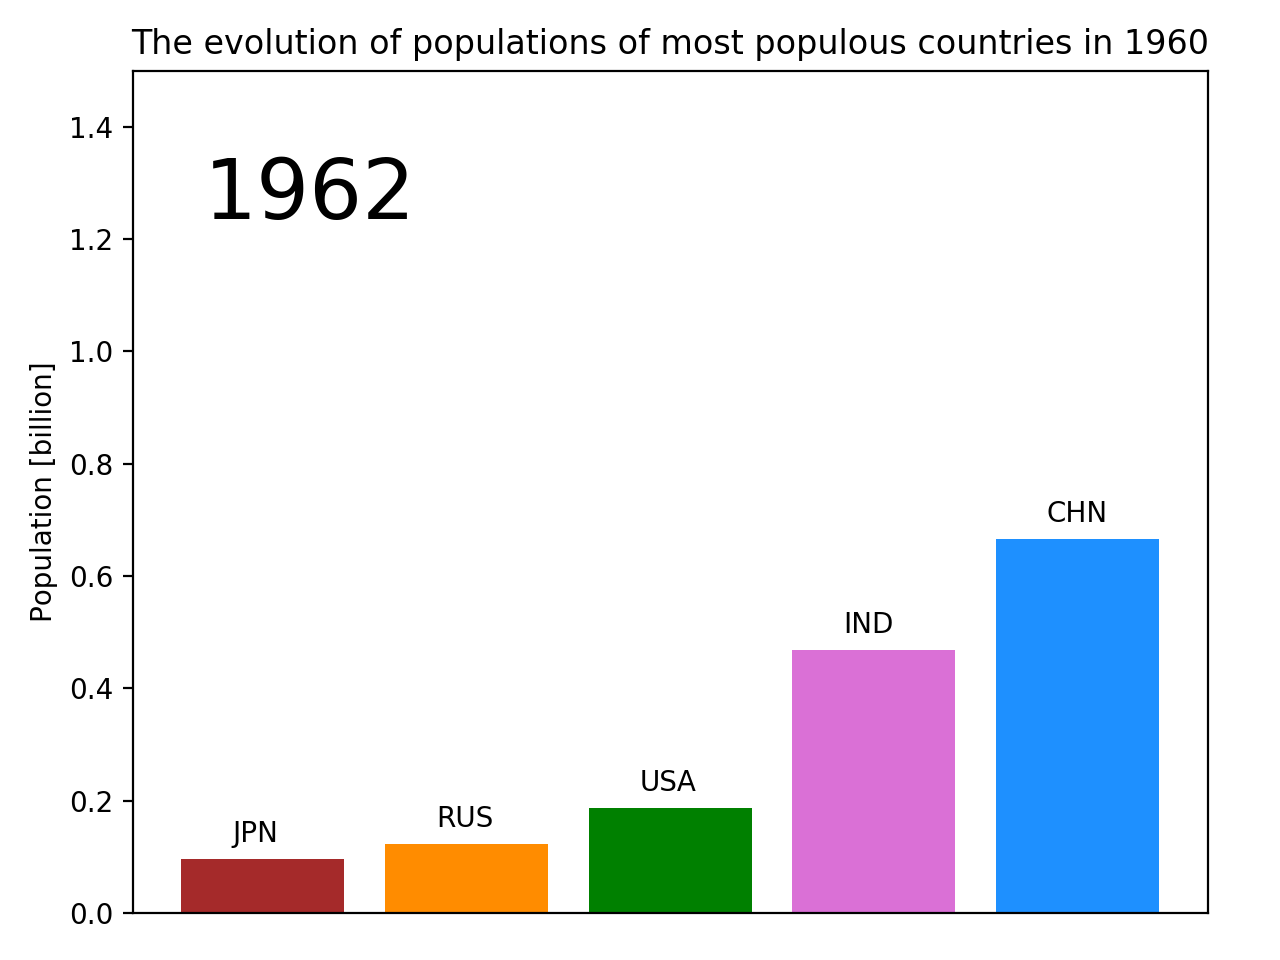 The evolution of populations of most populous countries in 1960
1962
Population [billion]
1.4
1.2
1.0
0.8
0.6
0.4
0.2
0.0
JPN
RUS
USA
IND
CHN